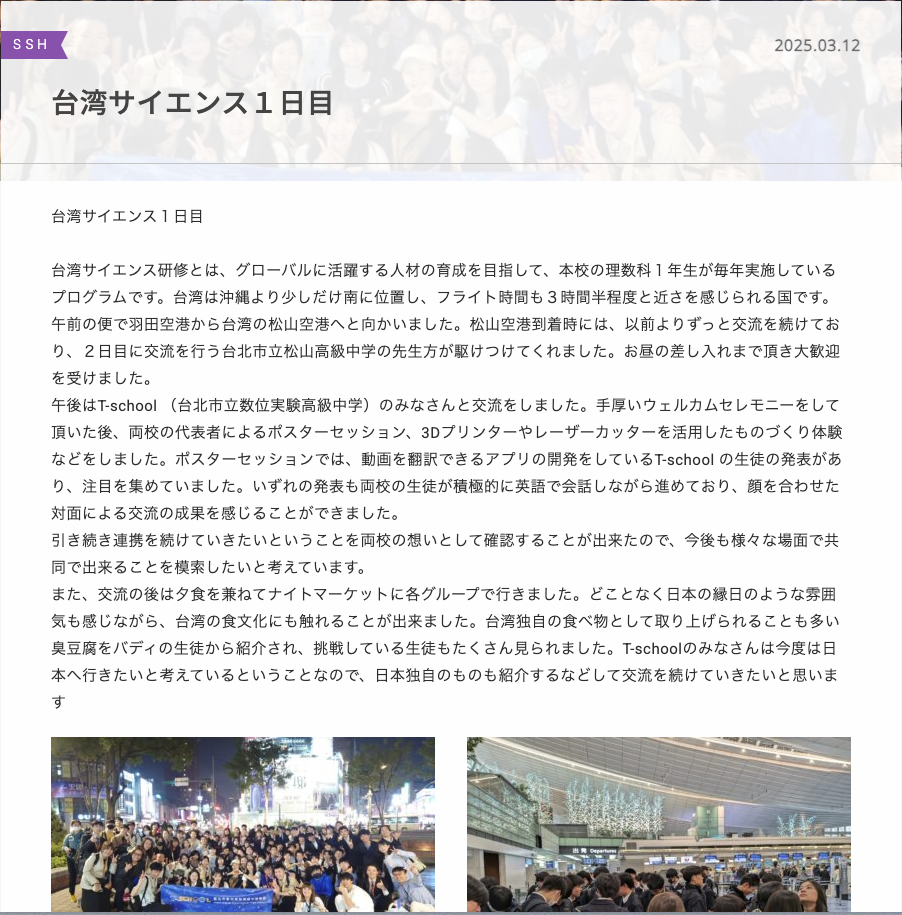 SSH
2025.03.12
台湾サイエンス１日目
台湾サイエンス１日目
台湾サイエンス研修とは、グローバルに活躍する人材の育成を目指して、本校の理数科１年生が毎年実施している
プログラムです。台湾は沖縄より少しだけ南に位置し、フライト時間も３時間半程度と近さを感じられる国です。
午前の便で羽田空港から台湾の松山空港へと向かいました。松山空港到着時には、以前よりずっと交流を続けてお
り、２日目に交流を行う台北市立松山高級中学の先生方が駆けつけてくれました。お昼の差し入れまで頂き大歓迎
を受けました。
午後はT-school （台北市立数位実験高級中学）のみなさんと交流をしました。手厚いウェルカムセレモニーをして
頂いた後、両校の代表者によるポスターセッション、3Dプリンターやレーザーカッターを活用したものづくり体験
などをしました。ポスターセッションでは、動画を翻訳できるアプリの開発をしているT-school の生徒の発表があ
り、注目を集めていました。いずれの発表も両校の生徒が積極的に英語で会話しながら進めており、顔を合わせた
対面による交流の成果を感じることができました。
引き続き連携を続けていきたいということを両校の想いとして確認することが出来たので、今後も様々な場面で共
同で出来ることを模索したいと考えています。
また、交流の後は夕食を兼ねてナイトマーケットに各グループで行きました。どことなく日本の縁日のような雰囲
気も感じながら、台湾の食文化にも触れることが出来ました。台湾独自の食べ物として取り上げられることも多い
臭豆腐をバディの生徒から紹介され、挑戦している生徒もたくさん見られました。T-schoolのみなさんは今度は日
本へ行きたいと考えているということなので、日本独自のものも紹介するなどして交流を続けていきたいと思いま
す
出発 Departures